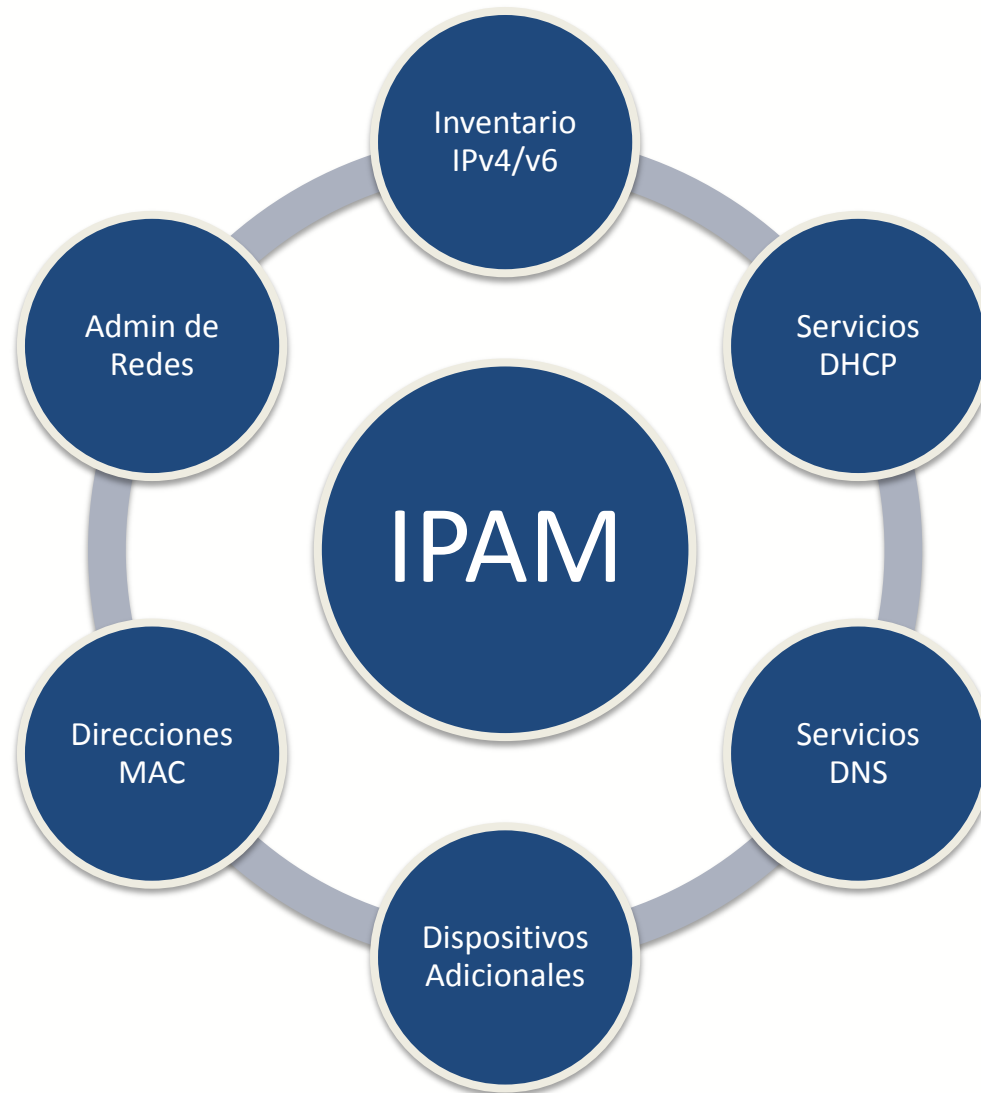 Inventario
IPv4/v6
Servicios
DHCP
Servicios
DNS
Dispositivos
Adicionales
Direcciones
MAC
Admin de
Redes
IPAM